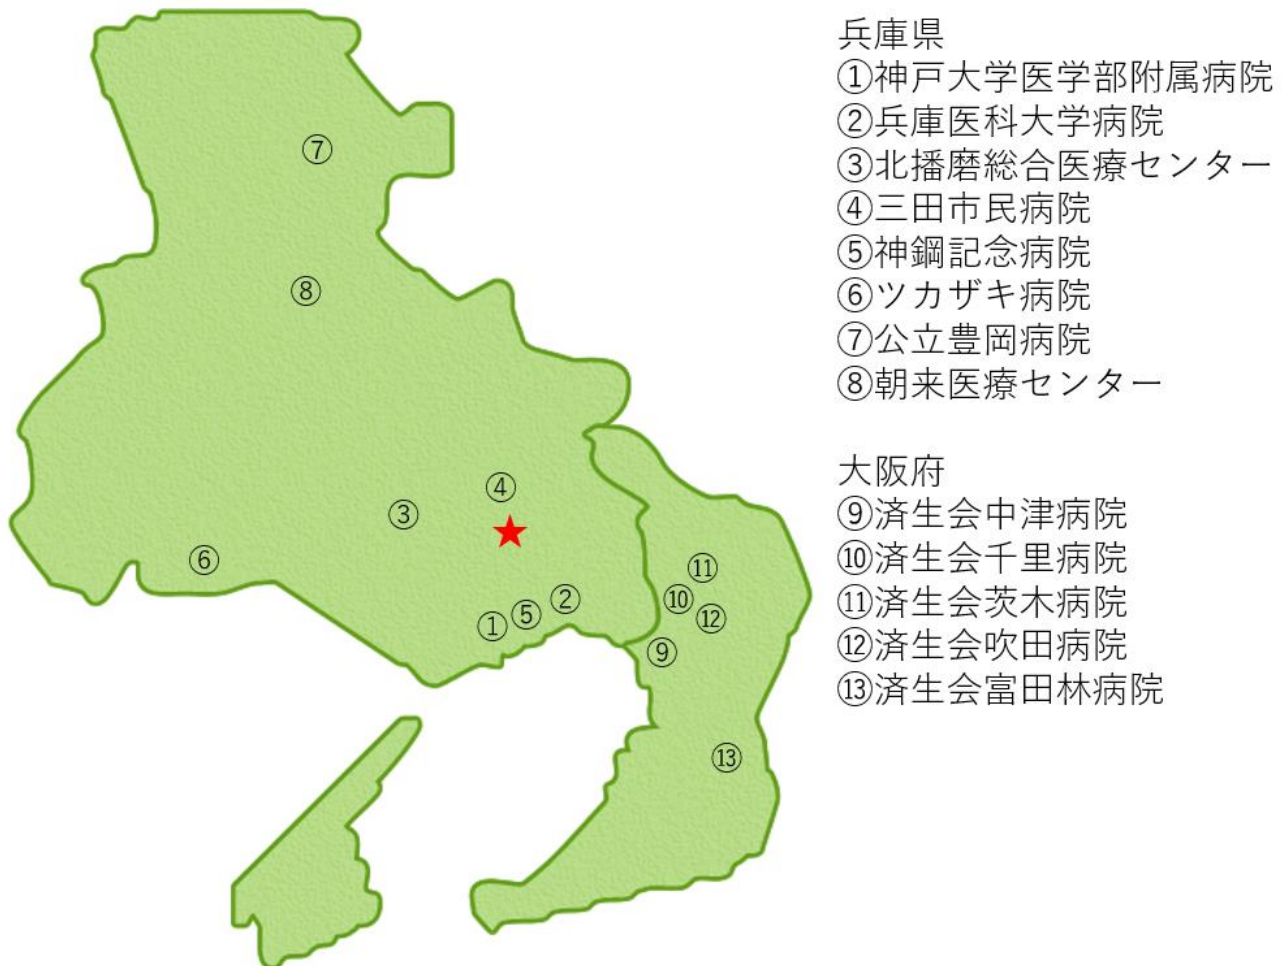 兵庫県
①神戸大学医学部附属病院
②兵庫医科大学病院
③北播磨総合医療センター
④三田市民病院
⑤神鋼記念病院
⑥ツカザキ病院
⑦公立豊岡病院
⑧朝来医療センター
大阪府
⑨済生会中津病院
⑩済生会千里病院
⑪済生会茨木病院
⑫済生会吹田病院
⑬済生会富田林病院
⑦
⑧
④
③
⑥
⑪
②
⑩
⑤
⑫
①
⑨
⑬